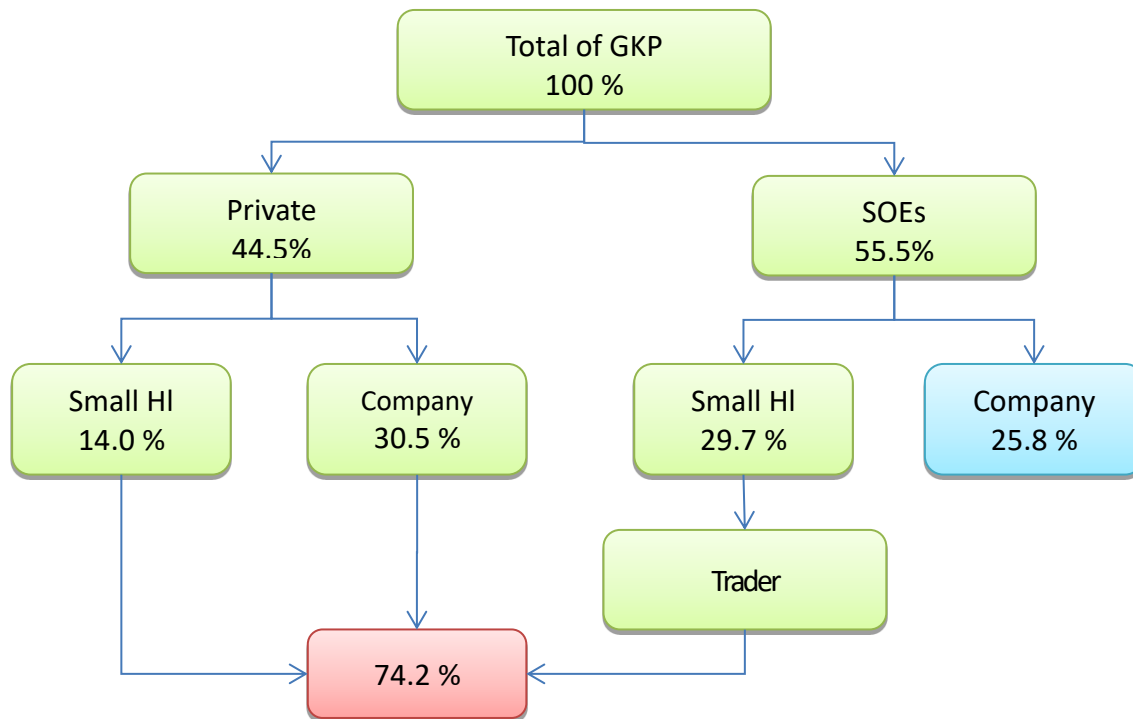 Total of GKP
100 %
Private
44.5%
SOEs
55.5%
Small Hl
14.0 %
Company
30.5 %
Small Hl
29.7 %
Company
25.8 %
Trader
74.2 %